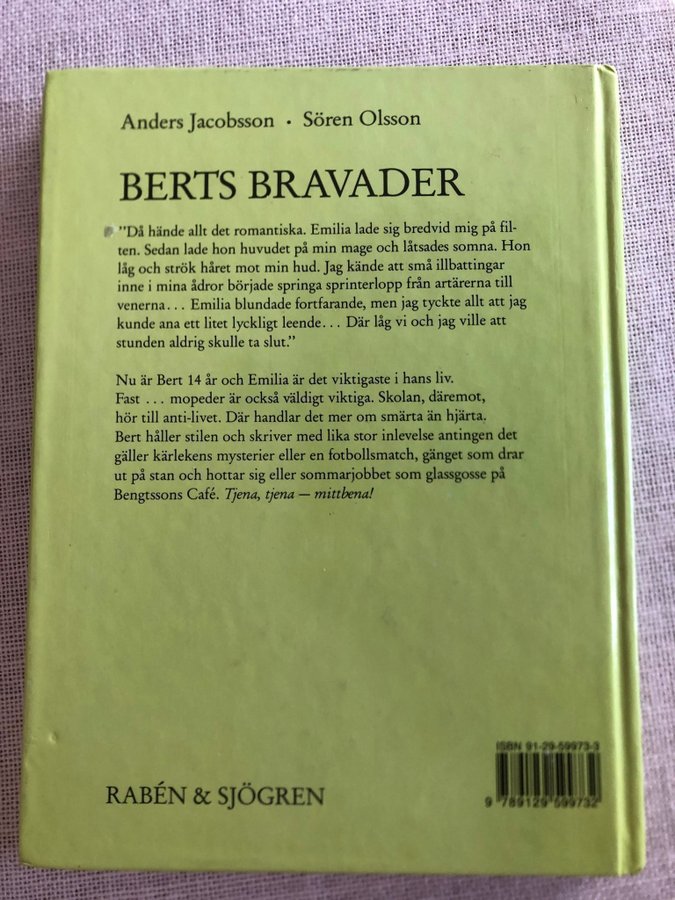 Anders Jacobsson • Sören Olsson
BERTS BRAVADER
”Då hände allt det romantiska. Emilia lade sig bredvid mig på fil-
ten. Sedan lade hon huvudet på min mage och låtsades somna. Hon
låg och strök håret mot min hud. Jag kände att små illbattingar
inne i mina ådror började springa sprinterlopp från artärerna till
venerna... Emilia blundade fortfarande, men jag tyckte allt att jag
kunde ana ett litet lyckligt leende... Där låg vi och jag ville att
stunden aldrig skulle ta slut.”
Nu är Bert 14 år och Emilia är det viktigaste i hans liv.
Fast ... mopeder är också väldigt viktiga. Skolan, däremot,
hör till anti-livet. Där handlar det mer om smärta än hjärta.
Bert håller stilen och skriver med lika stor inlevelse antingen det
gäller kärlekens mysterier eller en fotbollsmatch, gänget som drar
ut på stan och hottar sig eller sommarjobbet som glassgosse på
Bengtssons Café. Tjena, tjena — mittbena!
ISBN 91-29-59973-3
9 789129 599732
RABÉN & SJÖGREN